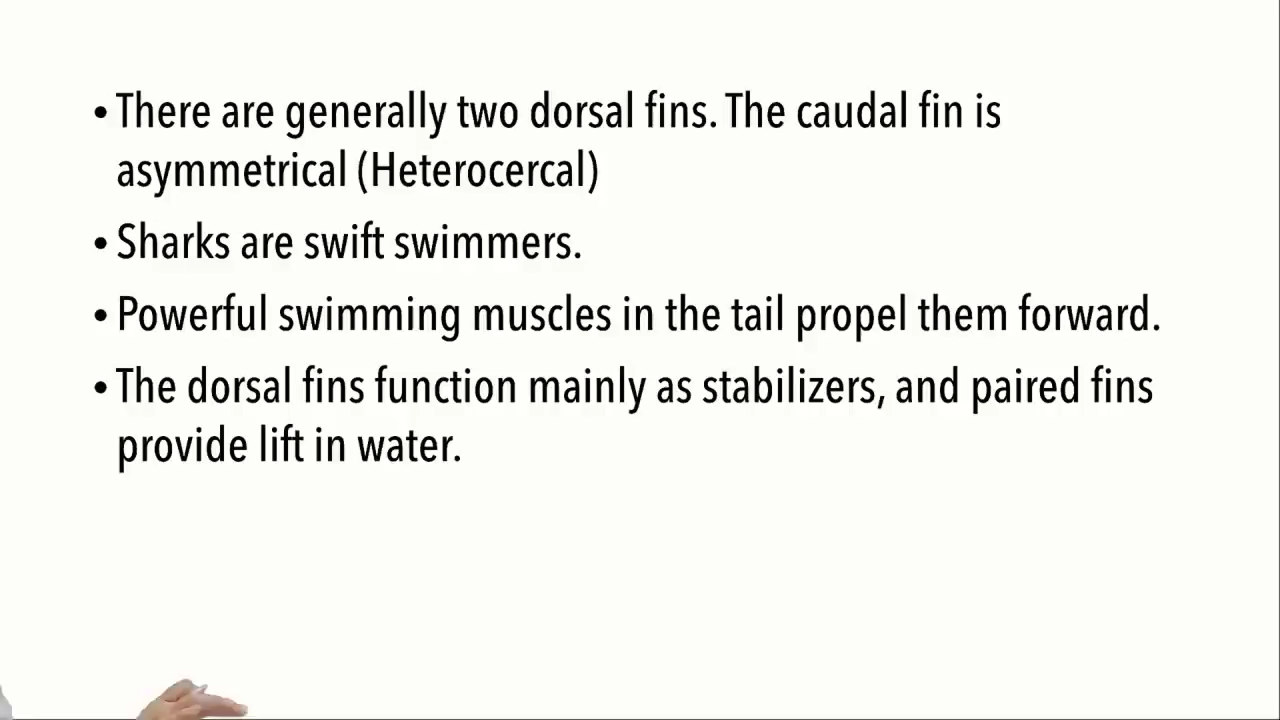 • There are generally two dorsal fins. The caudal fin is
asymmetrical (Heterocercal)
• Sharks are swift swimmers.
• Powerful swimming muscles in the tail propel them forward.
• The dorsal fins function mainly as stabilizers, and paired fins
provide lift in water.